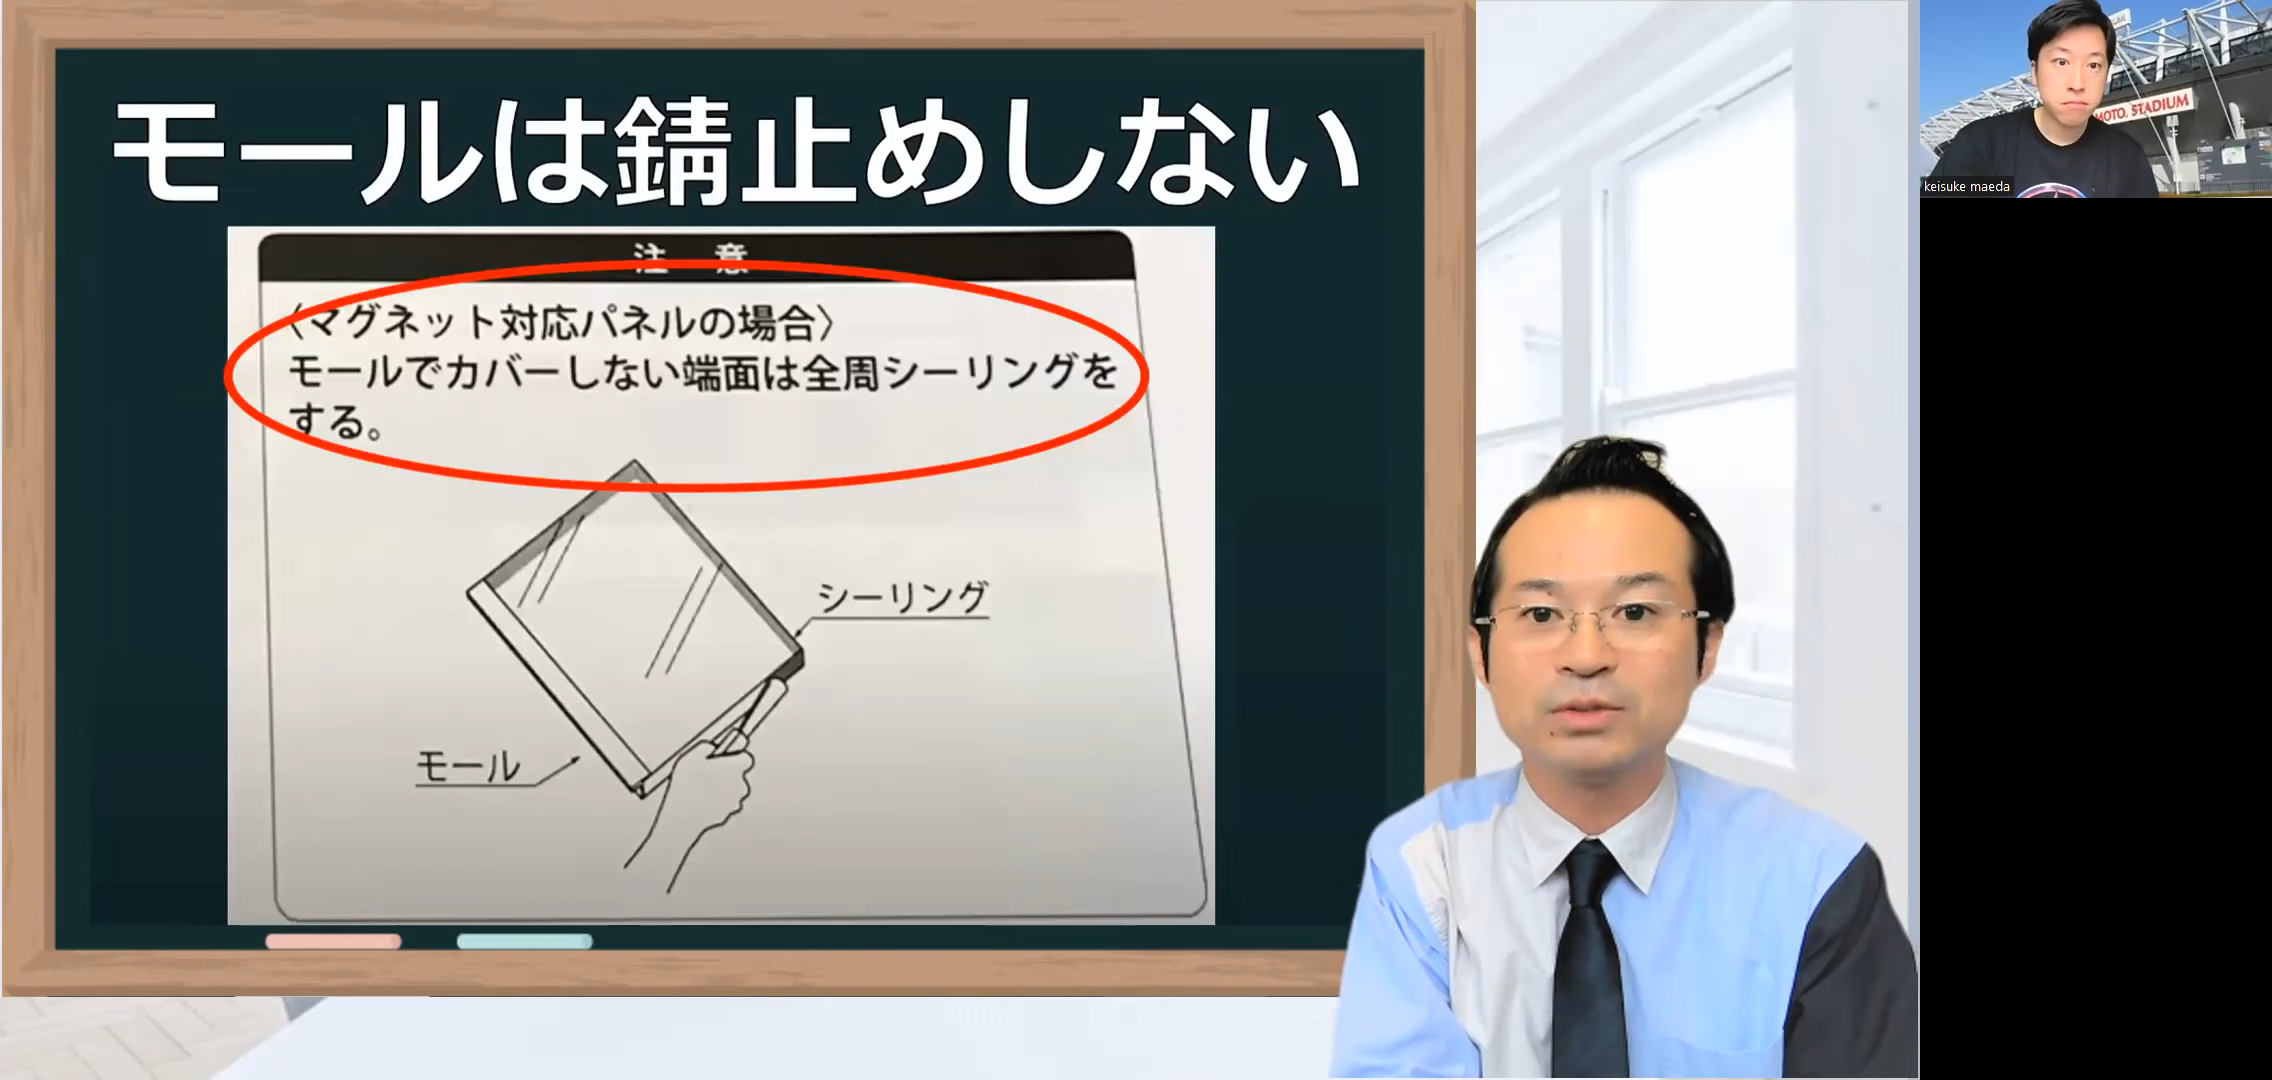 モールは錆止めしない
注 意
〈マグネット対応パネルの場合〉
モールでカバーしない端面は全周シーリングを
する。
シーリング
モール
MOTO, STADIUM
keisuke maeda